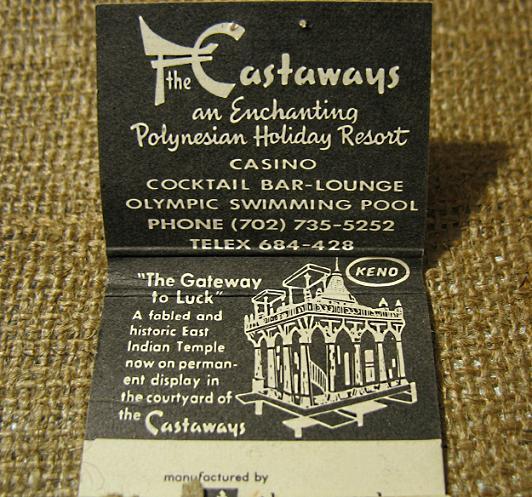 the Castaways
an Enchanting
Polynesian Holiday Resort
CASINO
COCKTAIL BAR-LOUNGE
OLYMPIC SWIMMING POOL
PHONE (702) 735-5252
TELEX 684-428
KENO
"The Gateway
to Luck"
A fabled and
historic East
Indian Temple
now on perman-
ent display in
the courtyard of
the Castaways
manufactured by